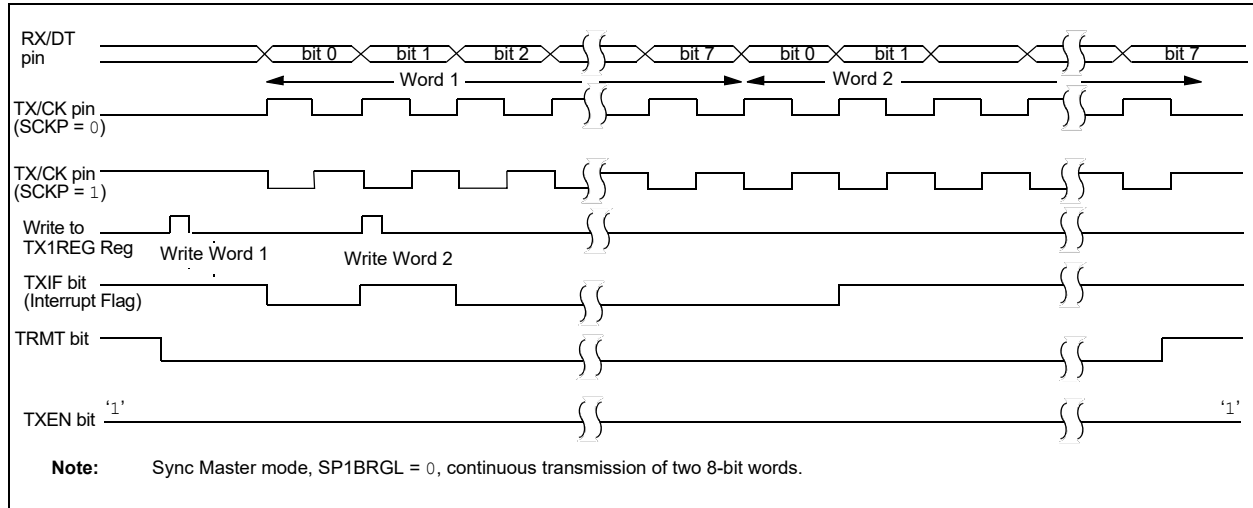 RX/DT
pin
bit 0 bit 1 bit 2 bit 7 bit 0 bit 1 bit 7
Word 1 Word 2
TX/CK pin
(SCKP = 0)
TX/CK pin
(SCKP = 1)
Write to
TX1REG Reg
Write Word 1 Write Word 2
TXIF bit
(Interrupt Flag)
TRMT bit
TXEN bit ‘1’ ‘1’
Note: Sync Master mode, SP1BRGL = 0, continuous transmission of two 8-bit words.